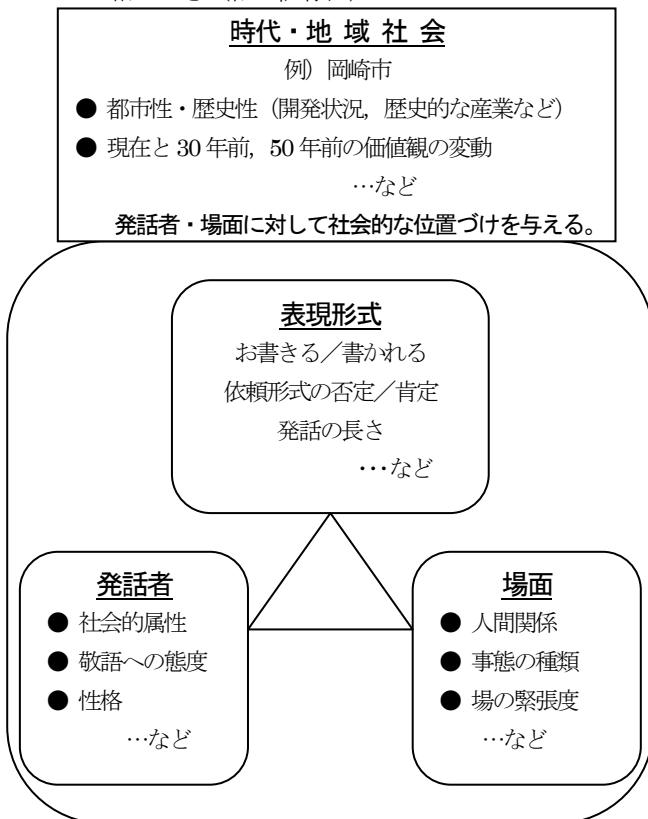 時代・地域社会
例）岡崎市
● 都市性・歴史性（開発状況，歴史的な産業など）
● 現在と30年前，50年前の価値観の変動
…など
発話者・場面に対して社会的な位置づけを与える。
表現形式
お書きる／書かれる
依頼形式の否定／肯定
発話の長さ
・・・など
発話者
● 社会的属性
● 敬語への態度
● 性格
…など
場面
● 人間関係
● 事態の種類
● 場の緊張度
…など